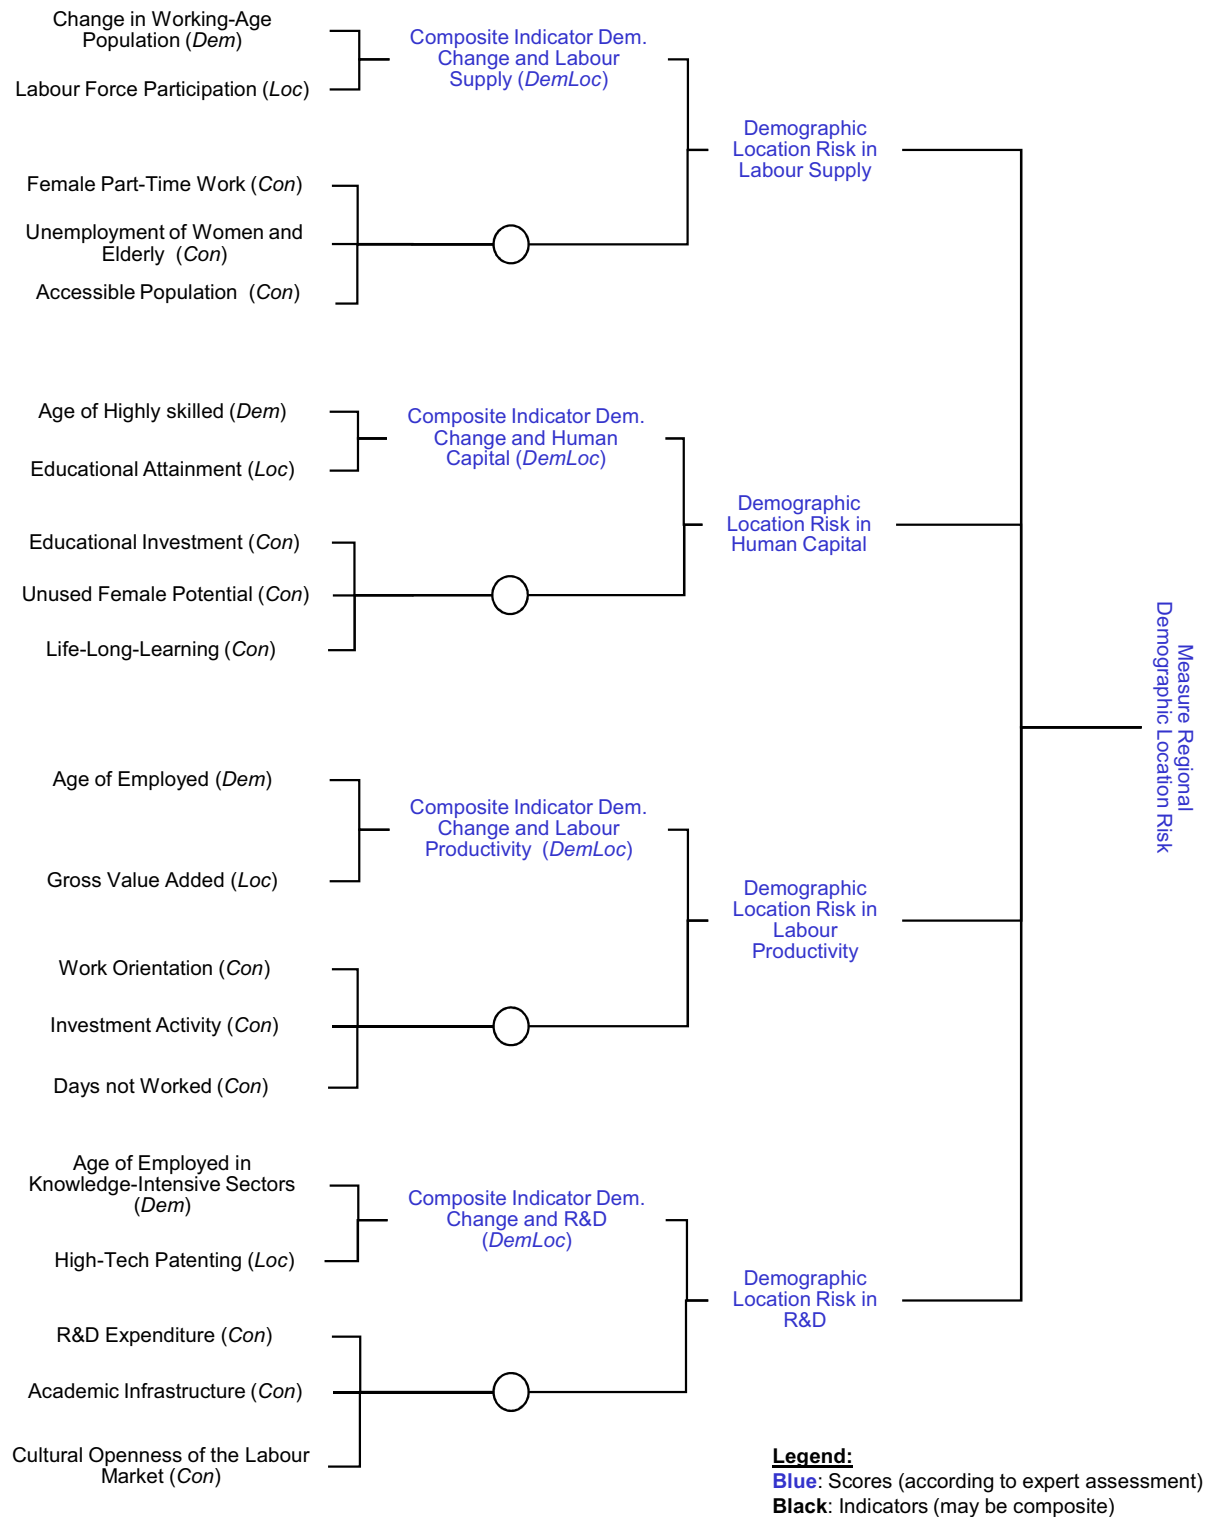 Change in Working-Age
Population (Dem)
Labour Force Participation (Loc)
Composite Indicator Dem.
Change and Labour
Supply (DemLoc)
Female Part-Time Work (Con)
Unemployment of Women and
Elderly (Con)
Accessible Population (Con)
Demographic
Location Risk in
Labour Supply
Age of Highly skilled (Dem)
Educational Attainment (Loc)
Composite Indicator Dem.
Change and Human
Capital (DemLoc)
Educational Investment (Con)
Unused Female Potential (Con)
Life-Long-Learning (Con)
Demographic
Location Risk in
Human Capital
Age of Employed (Dem)
Gross Value Added (Loc)
Composite Indicator Dem.
Change and Labour
Productivity (DemLoc)
Work Orientation (Con)
Investment Activity (Con)
Days not Worked (Con)
Demographic
Location Risk in
Labour
Productivity
Age of Employed in
Knowledge-Intensive Sectors
(Dem)
High-Tech Patenting (Loc)
Composite Indicator Dem.
Change and R&D
(DemLoc)
R&D Expenditure (Con)
Academic Infrastructure (Con)
Cultural Openness of the Labour
Market (Con)
Demographic
Location Risk in
R&D
Measure Regional
Demographic Location Risk
Legend:
Blue: Scores (according to expert assessment)
Black: Indicators (may be composite)